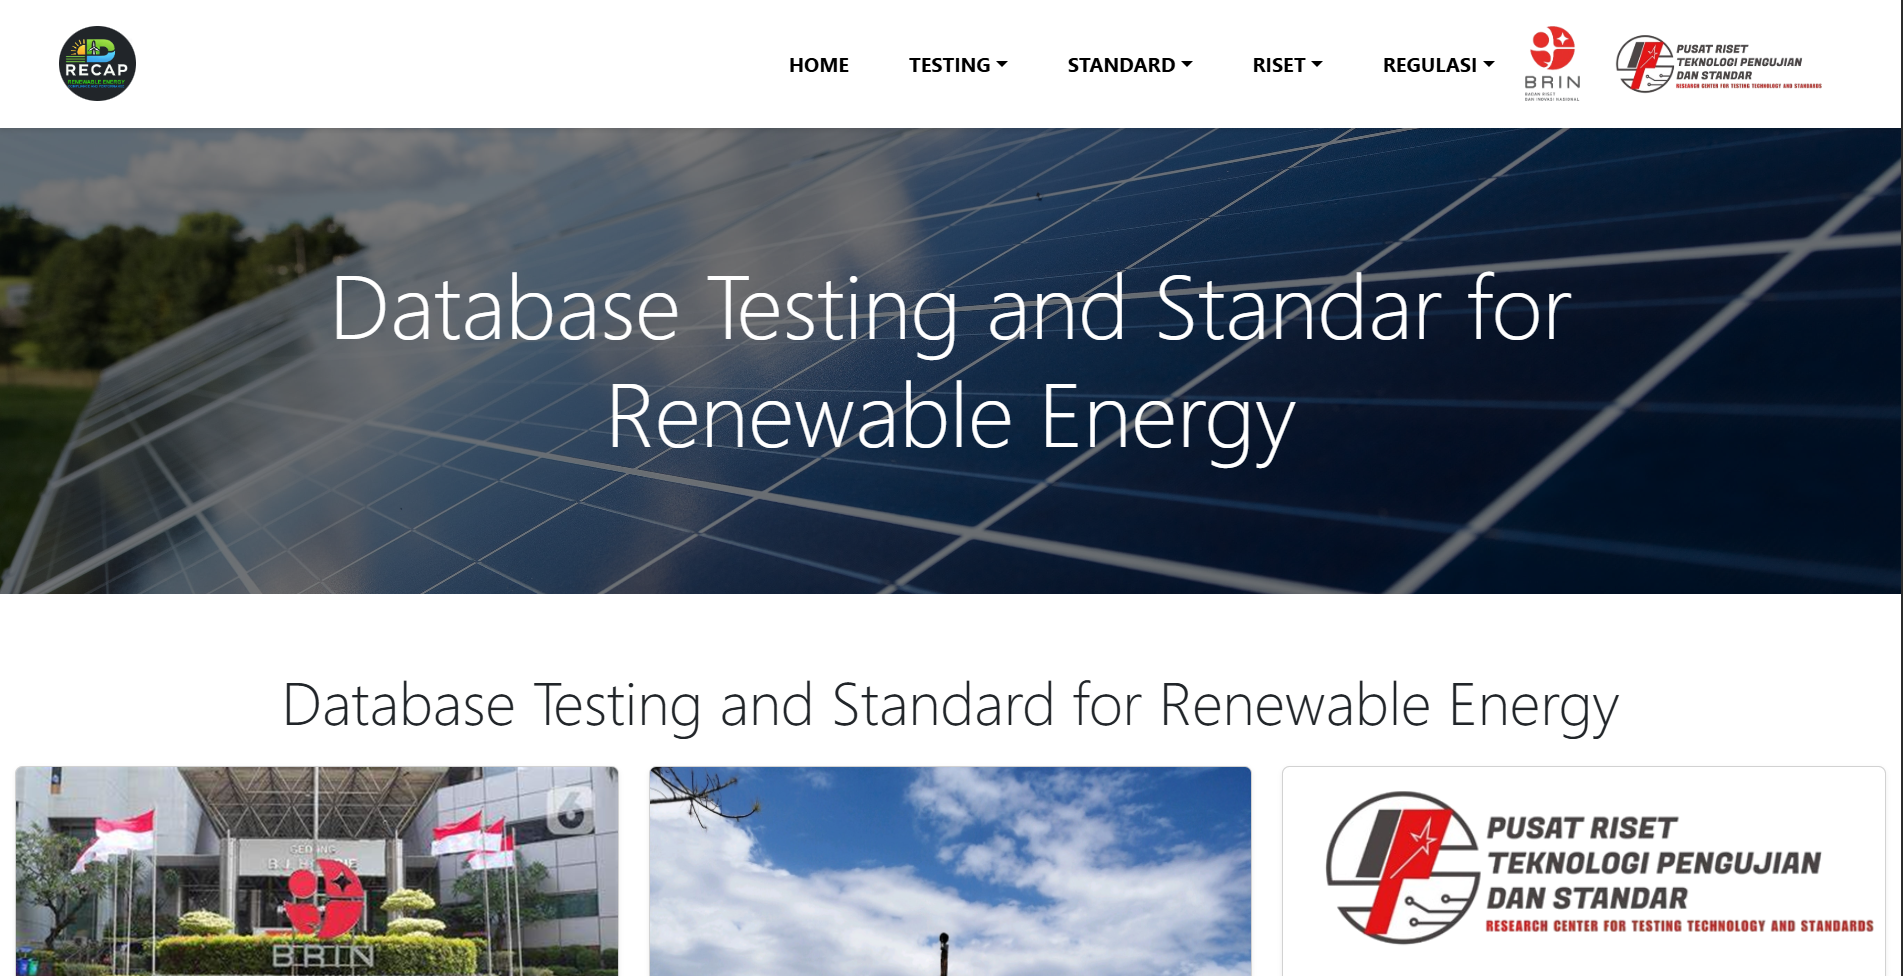 RECAP
RENEWABLE ENERGY
HOME
TESTING
STANDARD
RISET
REGULASI
BRIN
BADAN RISET
DAN INOVASI NASIONAL
PUSAT RISET
TEKNOLOGI PENGUJIAN
DAN STANDAR
RESEARCH CENTER FOR TESTING TECHNOLOGY AND STANDARDS
Database Testing and Standar for
Renewable Energy
Database Testing and Standard for Renewable Energy
GEDUNG
BRIN
PUSAT RISET
TEKNOLOGI PENGUJIAN
DAN STANDAR
RESEARCH CENTER FOR TESTING TECHNOLOGY AND STANDARDS